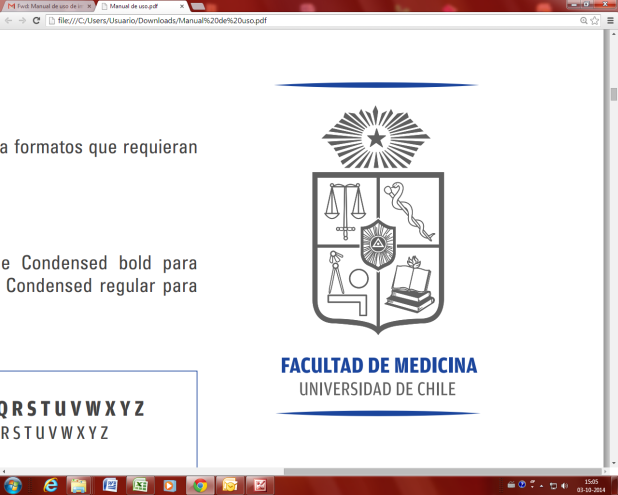 Fwd: Manual de uso de im
Manual de uso.pdf
file:///C:/Users/Usuario/Downloads/Manual%20de%20uso.pdf
a formatos que requieran
e Condensed bold para
Condensed regular para
QRSTUVWXYZ
RSTUVWXYZ
FACULTAD DE MEDICINA
UNIVERSIDAD DE CHILE
15:05
03-10-2014